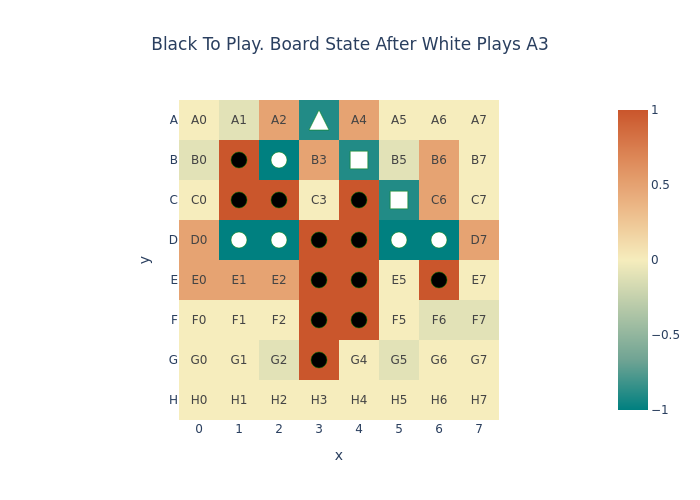 Black To Play. Board State After White Plays A3
A A0 A1 A2 A4 A5 A6 A7
B B0 B3 B5 B6 B7
C C0 C3 C6 C7
D D0 D7
E E0 E1 E2 E5 E7
F F0 F1 F2 F5 F6 F7
G G0 G1 G2 G4 G5 G6 G7
H H0 H1 H2 H3 H4 H5 H6 H7
0 1 2 3 4 5 6 7
x
y
1
0.5
0
−0.5
−1